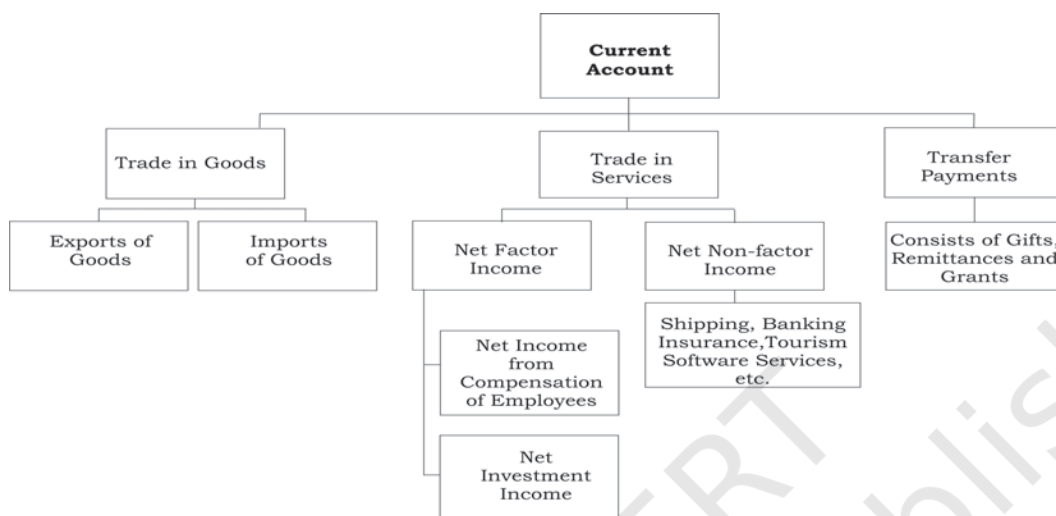 Current
Account
Trade in Goods
Trade in
Services
Transfer
Payments
Exports of
Goods
Imports
of Goods
Net Factor
Income
Net Non-factor
Income
Consists of Gifts,
Remittances and
Grants
Shipping, Banking
Insurance,Tourism
Software Services,
etc.
Net Income
from
Compensation
of Employees
Net
Investment
Income